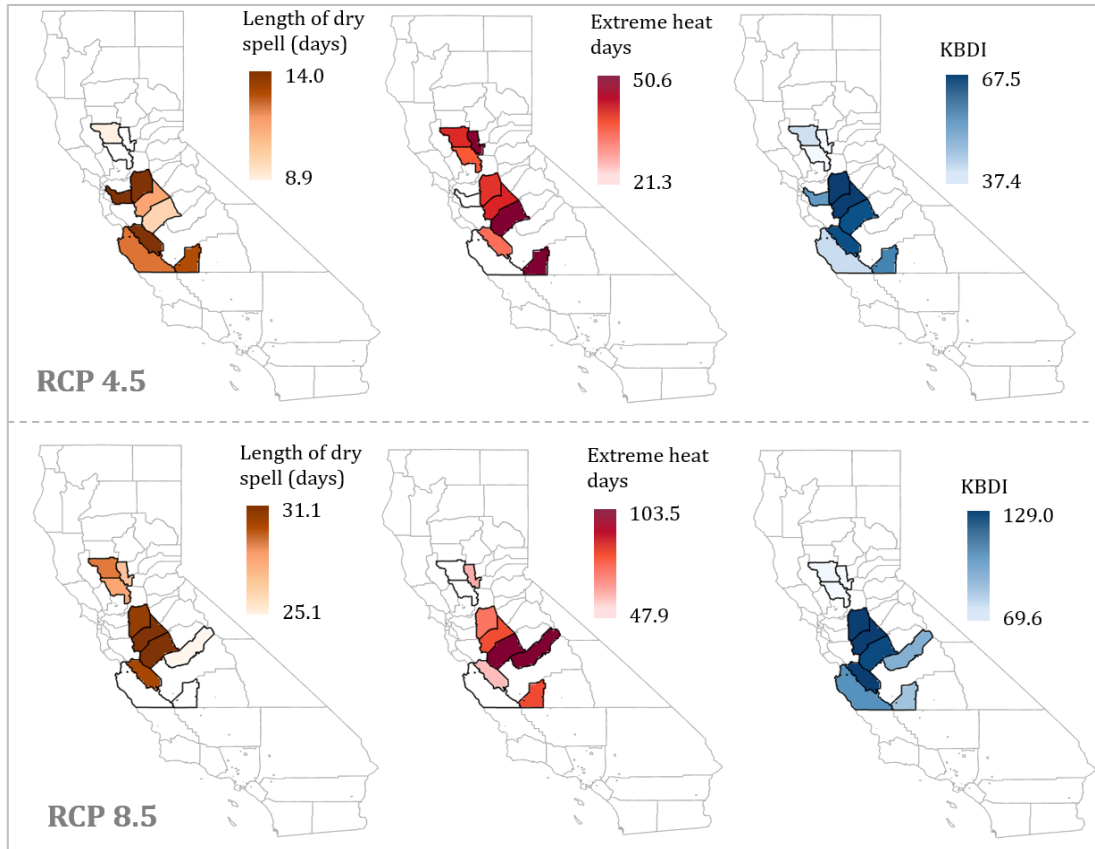 Length of dry
spell (days)
14.0
8.9
Extreme heat
days
50.6
21.3
KBDI
67.5
37.4
RCP 4.5
Length of dry
spell (days)
31.1
25.1
Extreme heat
days
103.5
47.9
KBDI
129.0
69.6
RCP 8.5